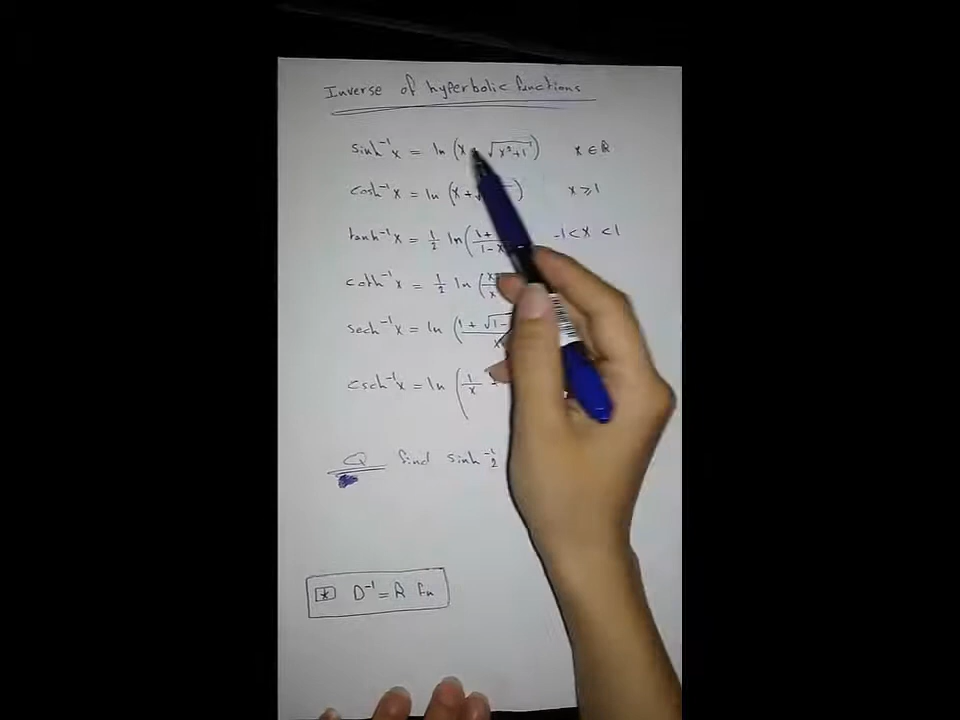 Inverse of hyperbolic functions
sinh⁻¹x = ln (x √x²+1) x ∈ R
cosh⁻¹x = ln (x + √ ) x ≥ 1
tanh⁻¹x = 1/2 ln (1+ / 1-x -1 < x < 1
coth⁻¹x = 1/2 ln (x / x
sech⁻¹x = ln (1 + √1- / x
csch⁻¹x = ln (1/x
Q find sinh⁻¹2
* D⁻¹ = R fn